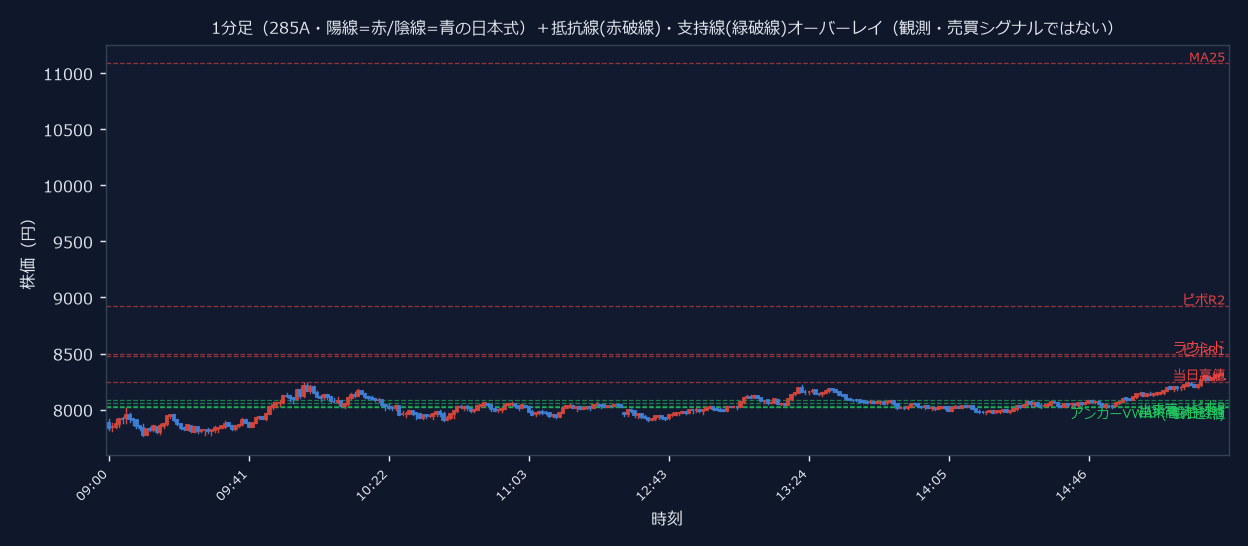 1分足（285A・陽線=赤/陰線=青の日本式）＋抵抗線(赤破線)・支持線(緑破線)オーバーレイ（観測・売買シグナルではない）
MA25
11000
10500
10000
9500
9000
ピボR2
8500
当日高値
8000
株価（円）
09:00
09:41
10:22
11:03
12:43
13:24
14:05
14:46
時刻